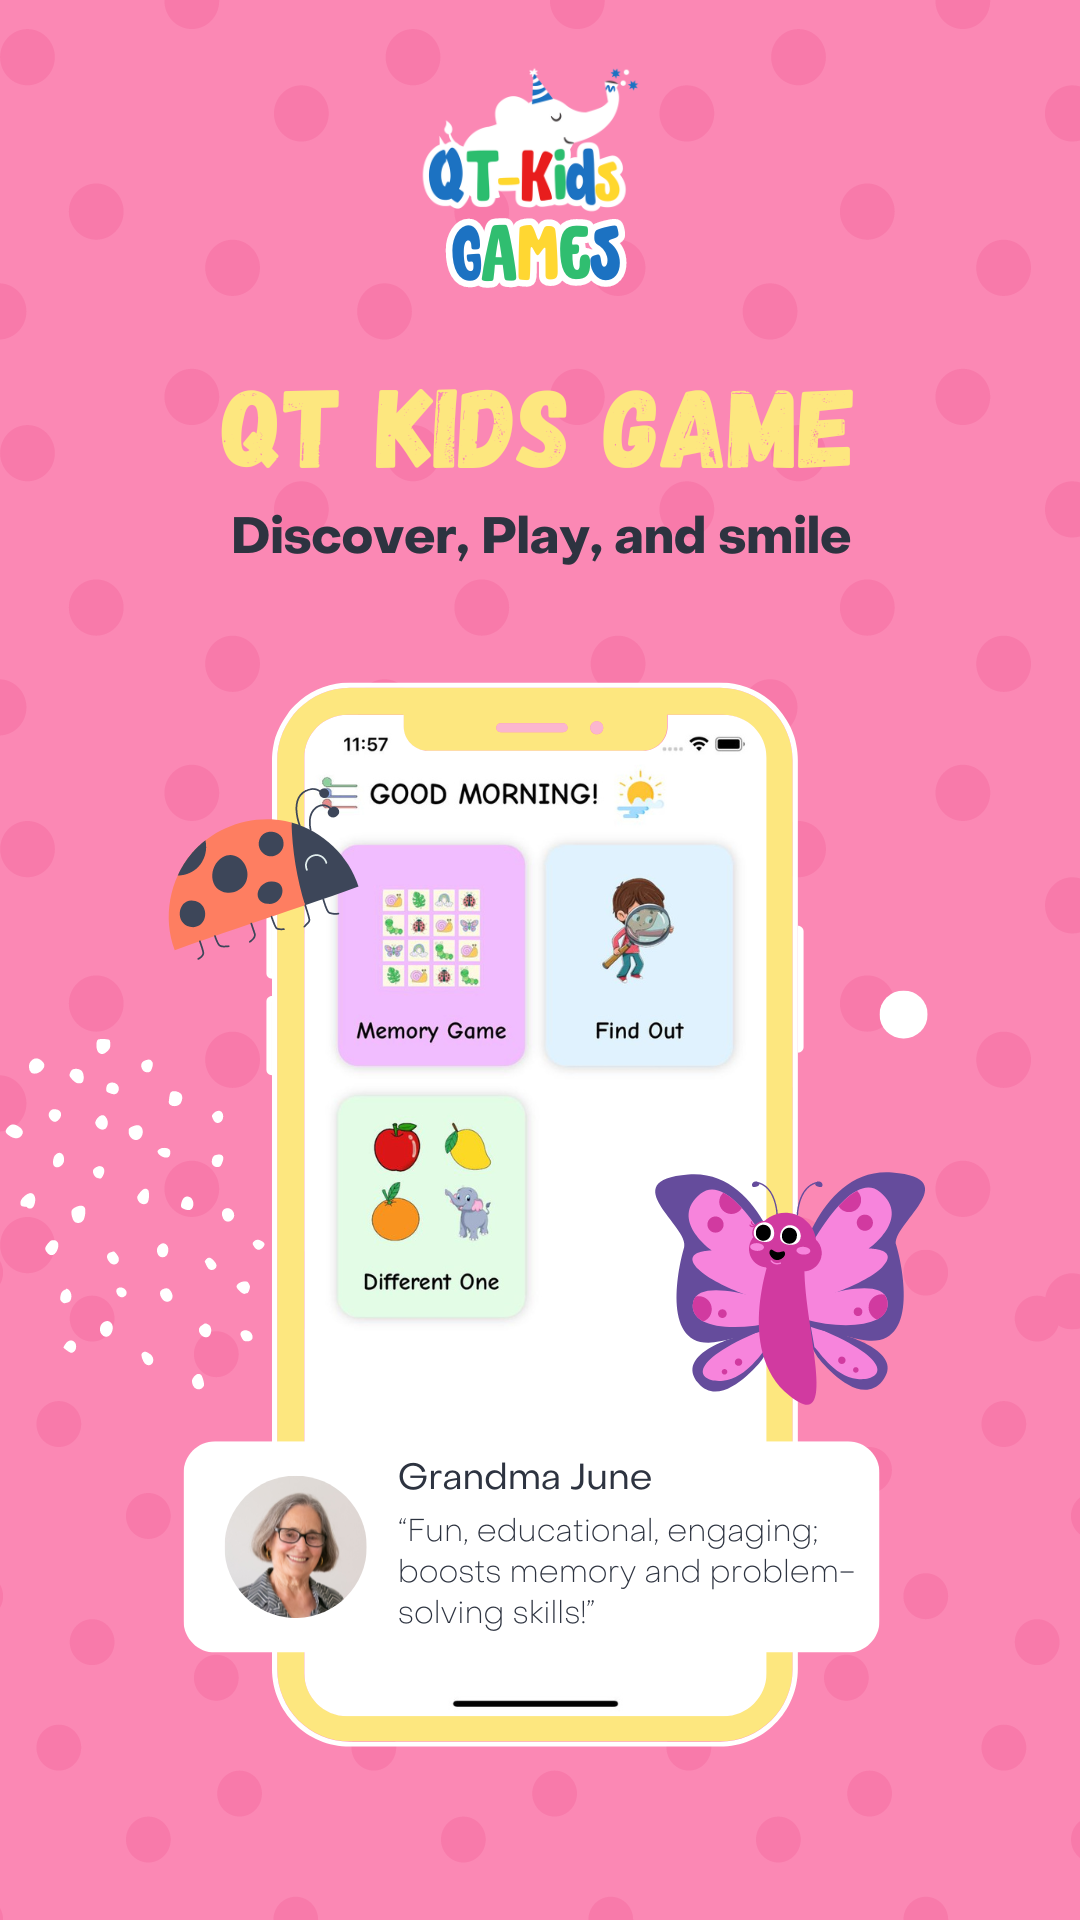 QT-Kids
GAMES
QT KIDS GAME
Discover, Play, and smile
11:57
GOOD MORNING!
Memory Game
Find Out
Different One
Grandma June
“Fun, educational, engaging;
boosts memory and problem-
solving skills!”